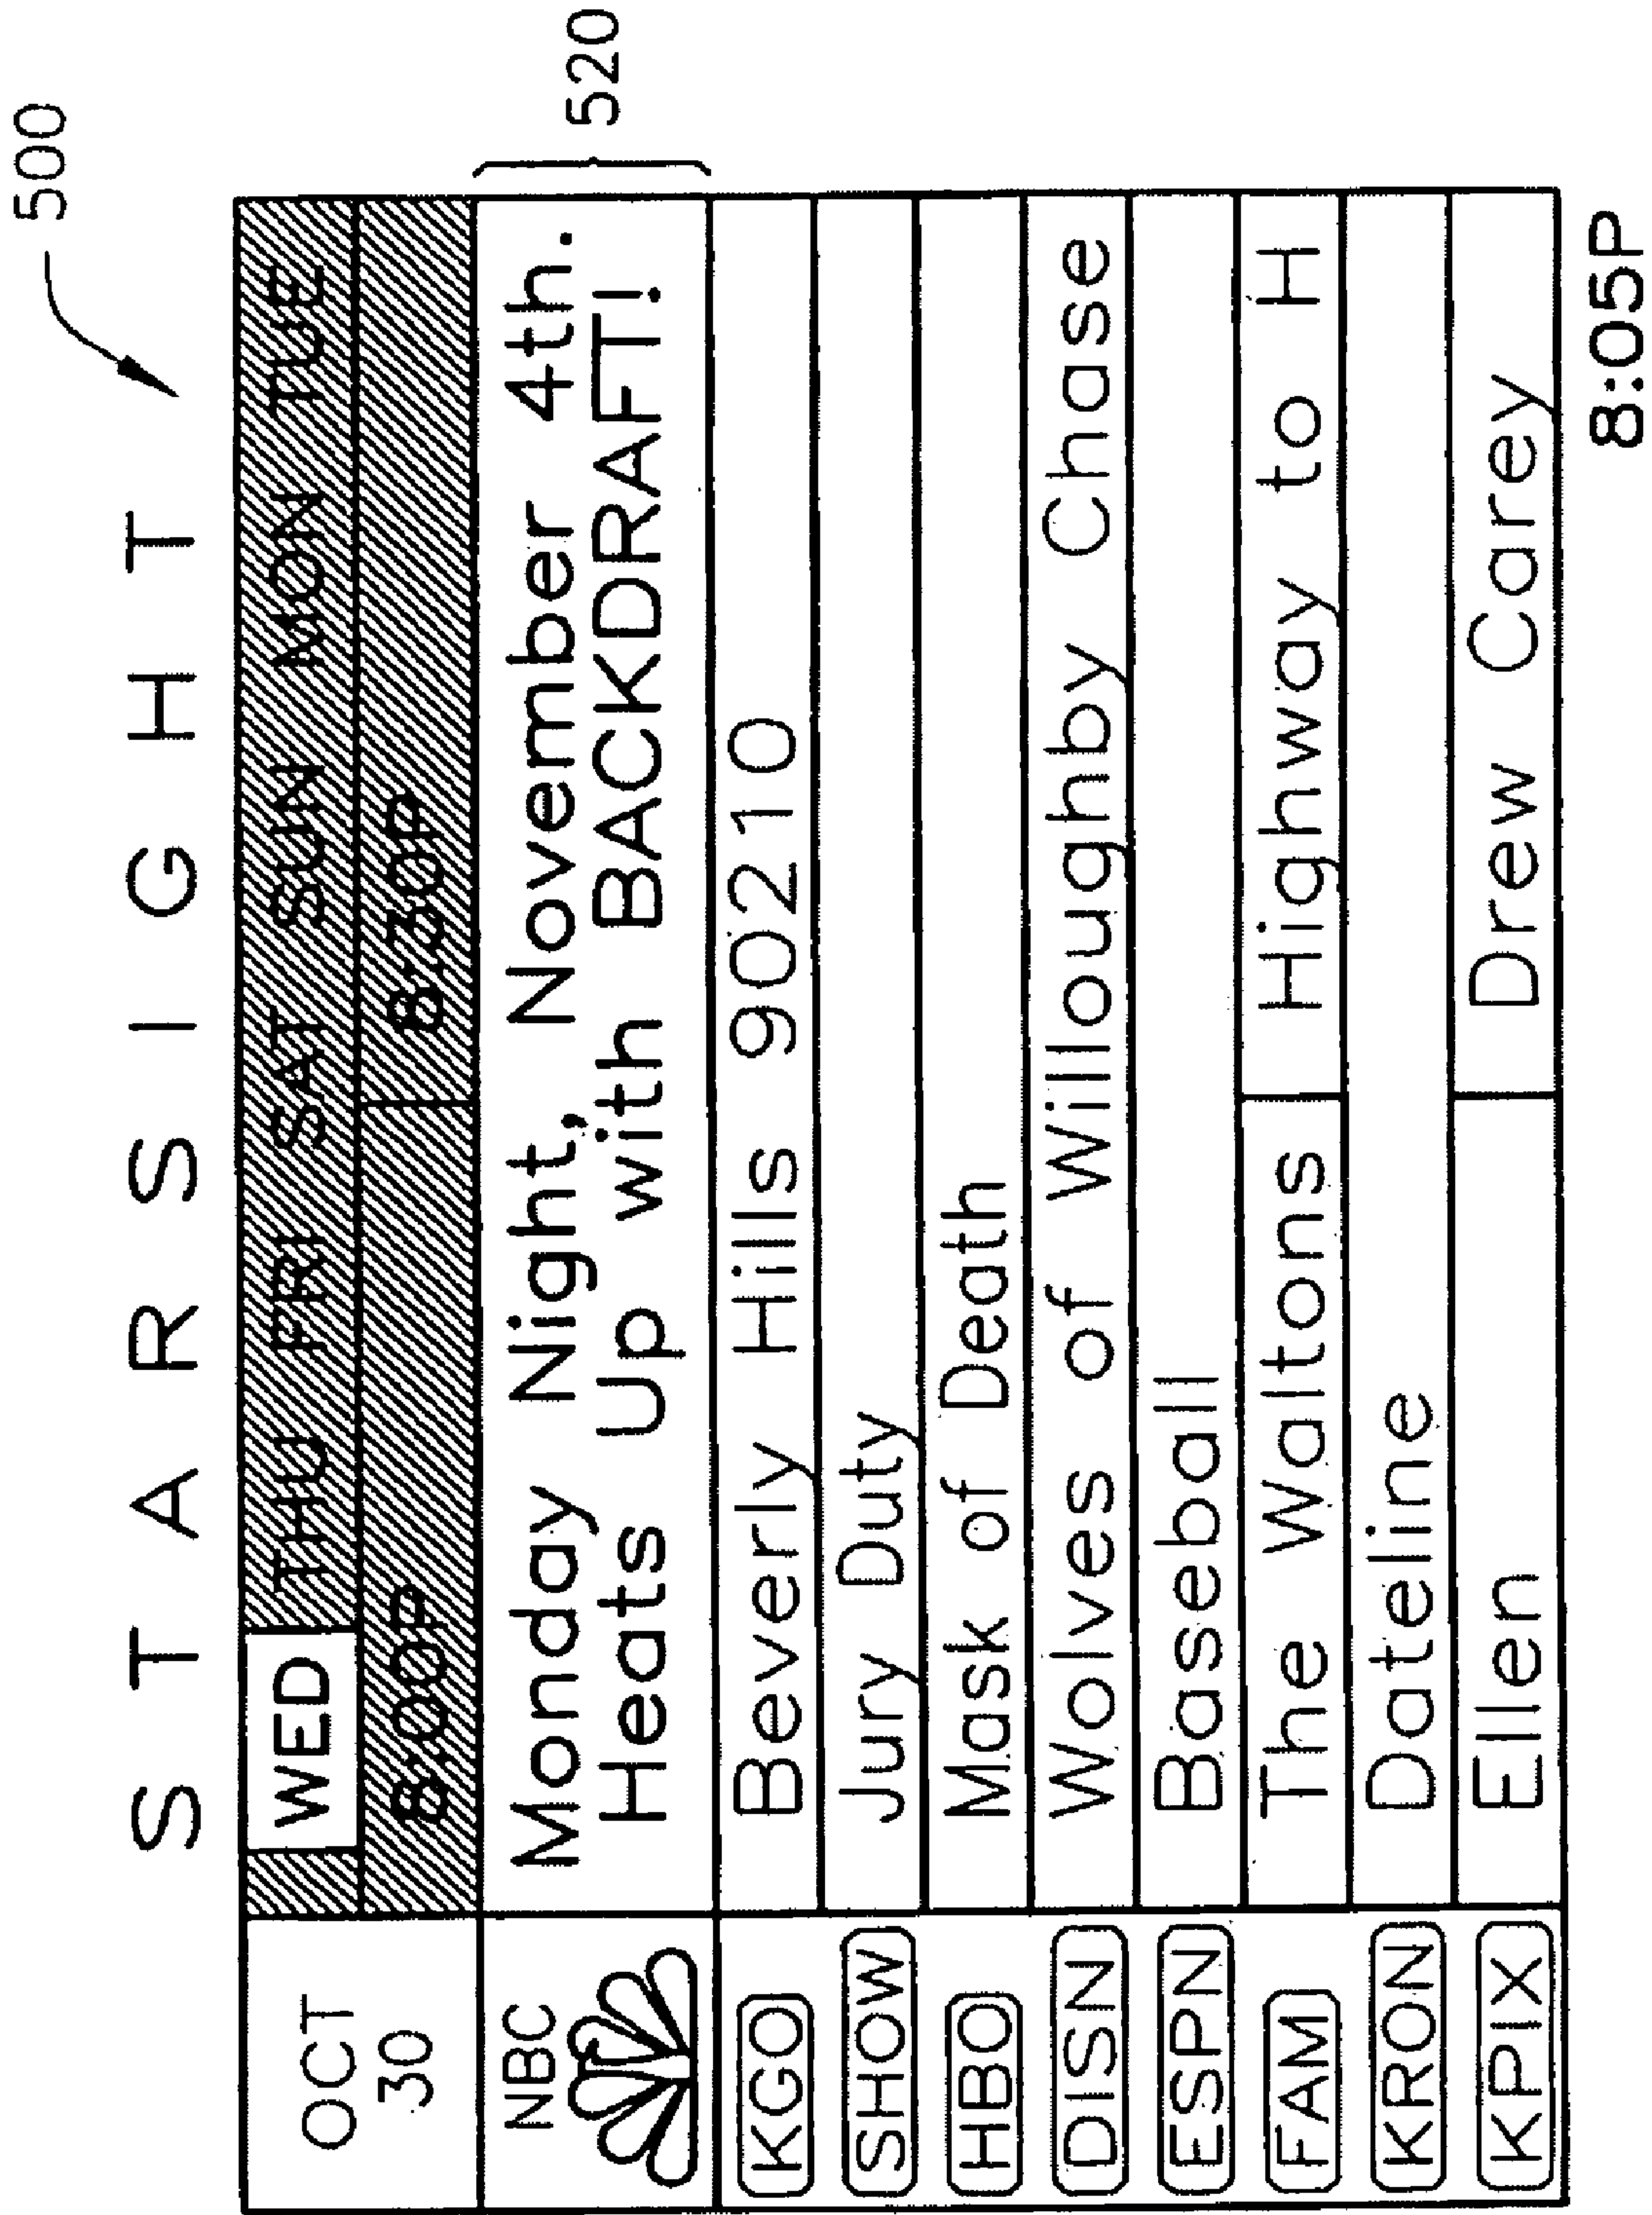 500
S T A R S I G H T
OCT 30 WED THU FRI SAT SUN MON TUE
8:00P 8:30P
NBC Monday Night, November 4th.
Heats Up with BACKDRAFT!
520
KGO Beverly Hills 90210
SHOW Jury Duty
HBO Mask of Death
DISN Wolves of Willoughby Chase
ESPN Baseball
FAM The Waltons Highway to H
KRON Dateline
KPIX Ellen Drew Carey
8:05P